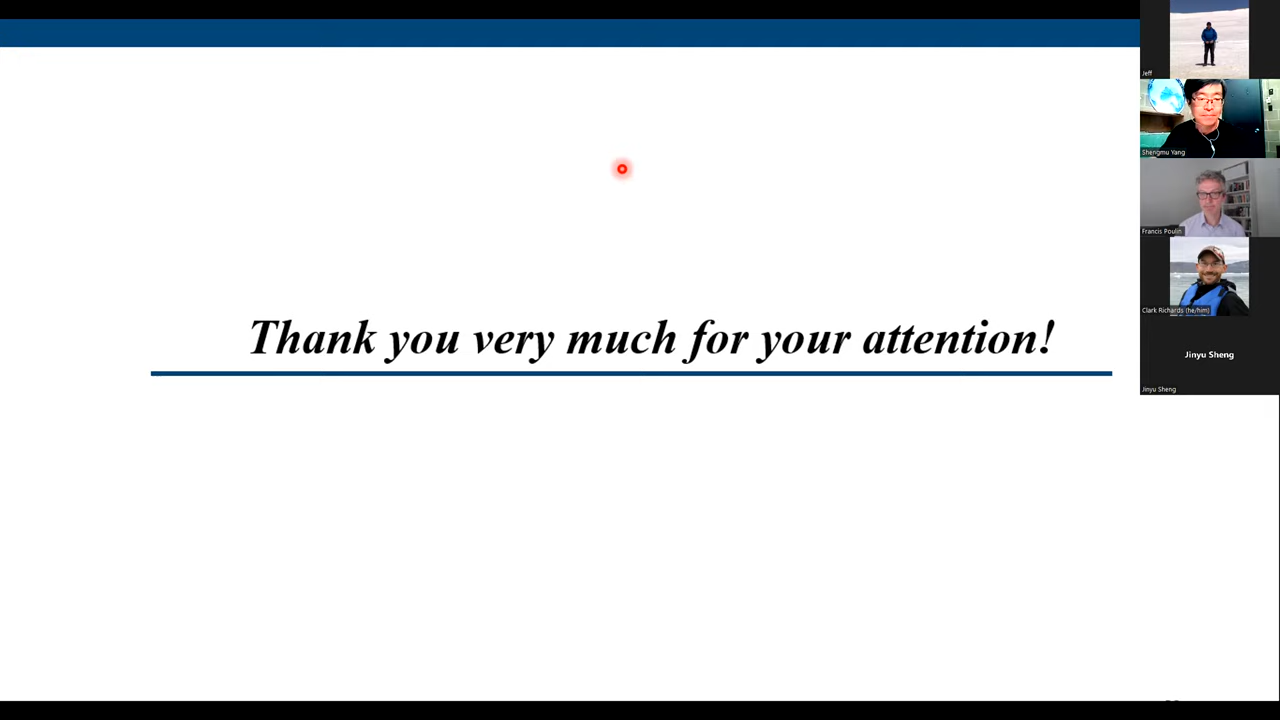 Jeff
Shengmu Yang
Francis Poulin
Thank you very much for your attention!
Clark Richards (he/him)
Jinyu Sheng
Jinyu Sheng